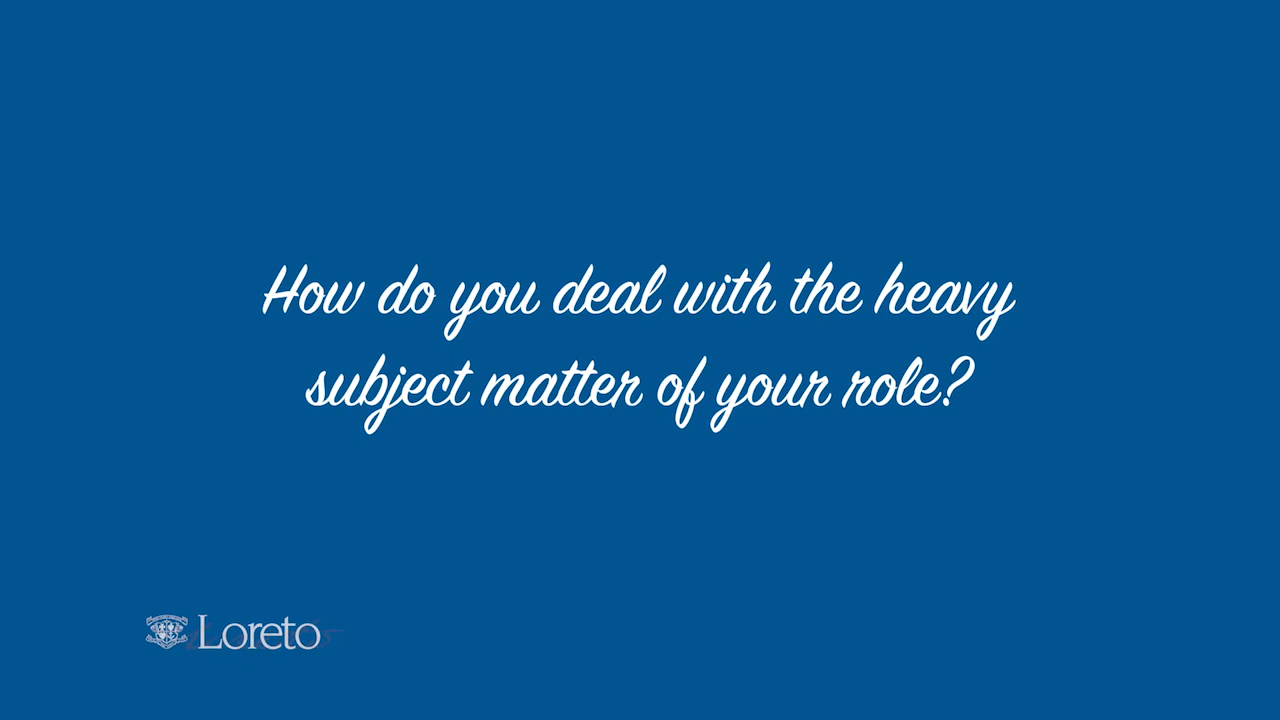 How do you deal with the heavy
subject matter of your role?
Loreto